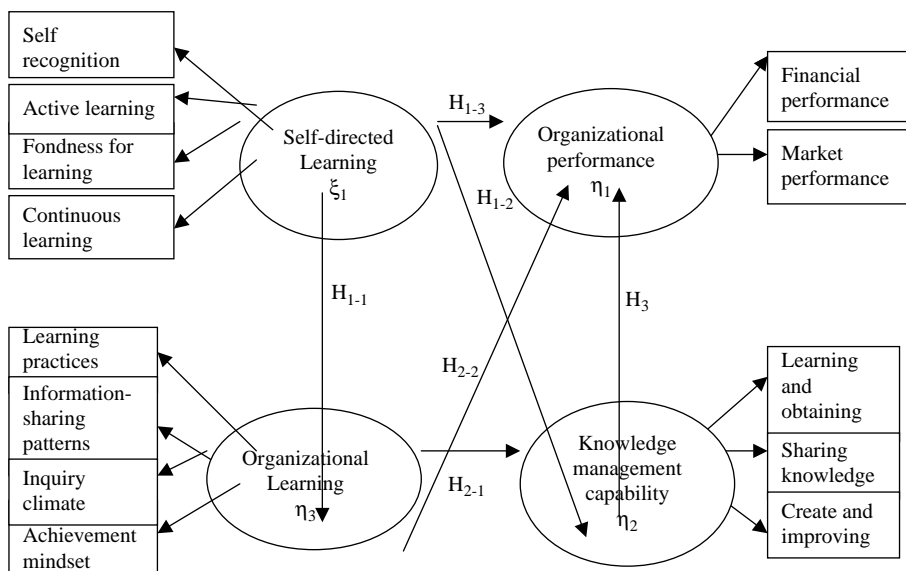 Self
recognition
Active learning
Fondness for
learning
Continuous
learning
Self-directed
Learning
ξ1
H1-3
H1-2
Organizational
performance
η1
Financial
performance
Market
performance
H1-1
H2-2
H3
Learning
practices
Information-
sharing
patterns
Inquiry
climate
Achievement
mindset
Organizational
Learning
η3
H2-1
Knowledge
management
capability
η2
Learning
and
obtaining
Sharing
knowledge
Create and
improving